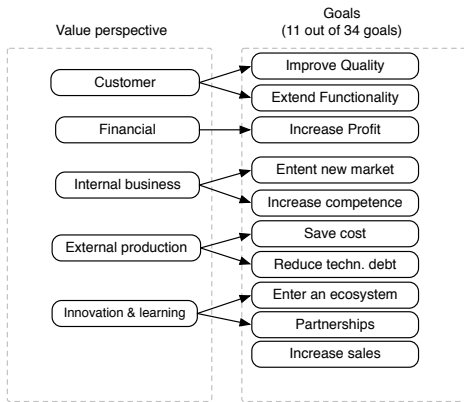 Value perspective
Goals
(11 out of 34 goals)
Customer
Financial
Internal business
External production
Innovation & learning
Improve Quality
Extend Functionality
Increase Profit
Entent new market
Increase competence
Save cost
Reduce techn. debt
Enter an ecosystem
Partnerships
Increase sales